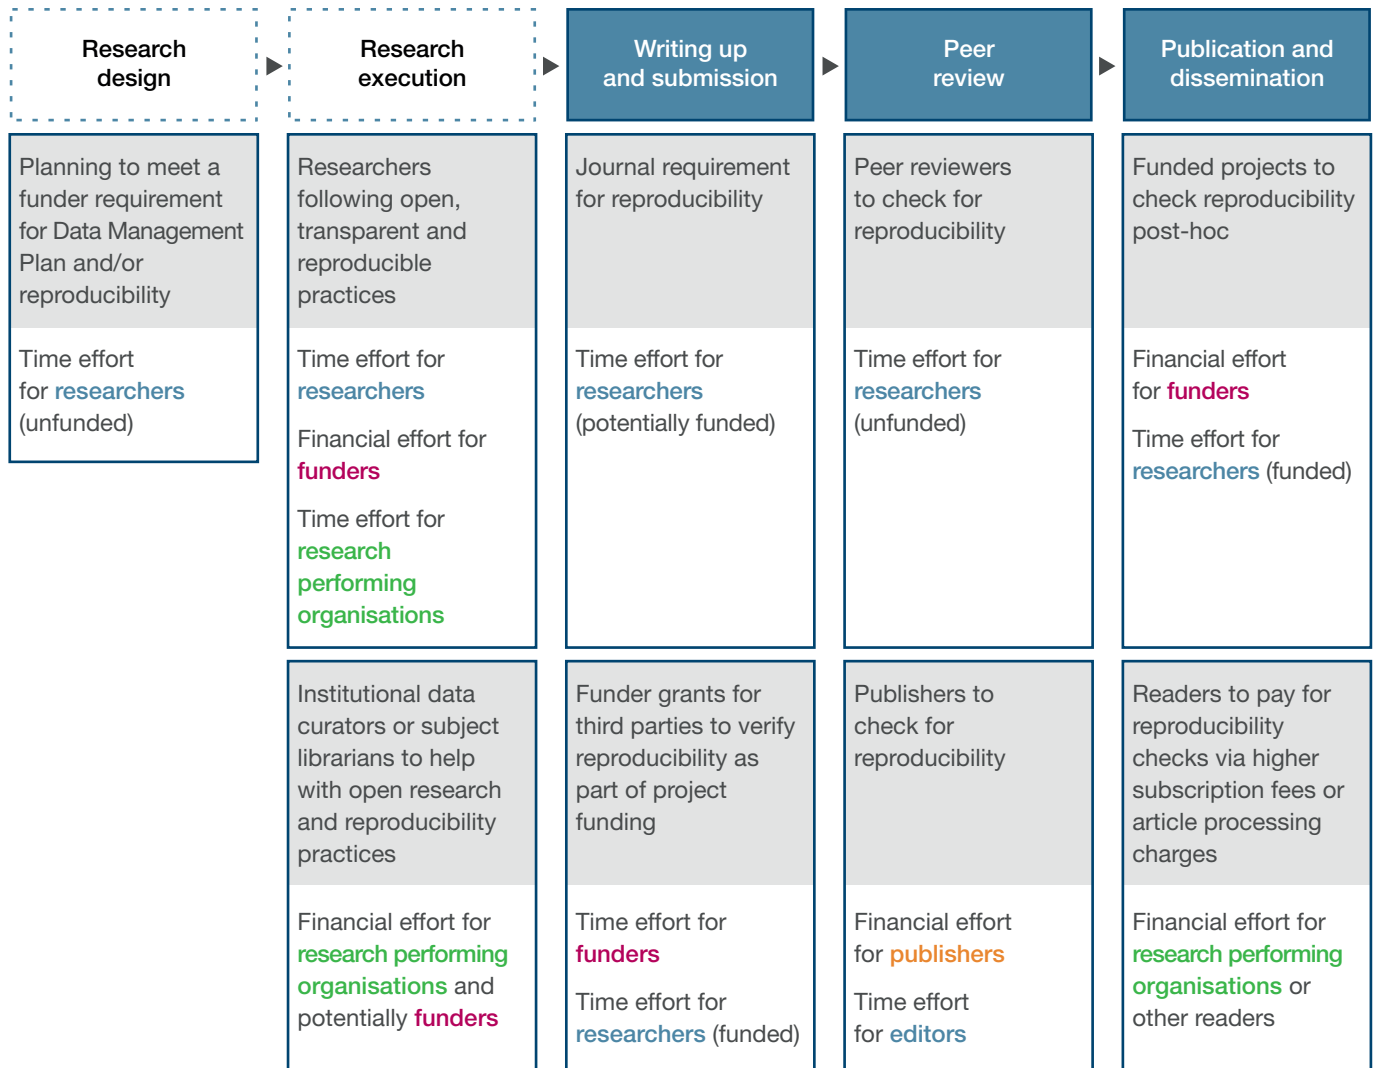 Research
design
Research
execution
Writing up
and submission
Peer
review
Publication and
dissemination
Planning to meet a
funder requirement
for Data Management
Plan and/or
reproducibility
Time effort
for researchers
(unfunded)
Researchers
following open,
transparent and
reproducible
practices
Time effort for
researchers
Financial effort for
funders
Time effort for
research
performing
organisations
Journal requirement
for reproducibility
Time effort for
researchers
(potentially funded)
Peer reviewers
to check for
reproducibility
Time effort for
researchers
(unfunded)
Funded projects to
check reproducibility
post-hoc
Financial effort
for funders
Time effort for
researchers (funded)
Institutional data
curators or subject
librarians to help
with open research
and reproducibility
practices
Financial effort for
research performing
organisations and
potentially funders
Funder grants for
third parties to verify
reproducibility as
part of project
funding
Time effort for
funders
Time effort for
researchers (funded)
Publishers to
check for
reproducibility
Financial effort
for publishers
Time effort
for editors
Readers to pay for
reproducibility
checks via higher
subscription fees or
article processing
charges
Financial effort for
research performing
organisations or
other readers